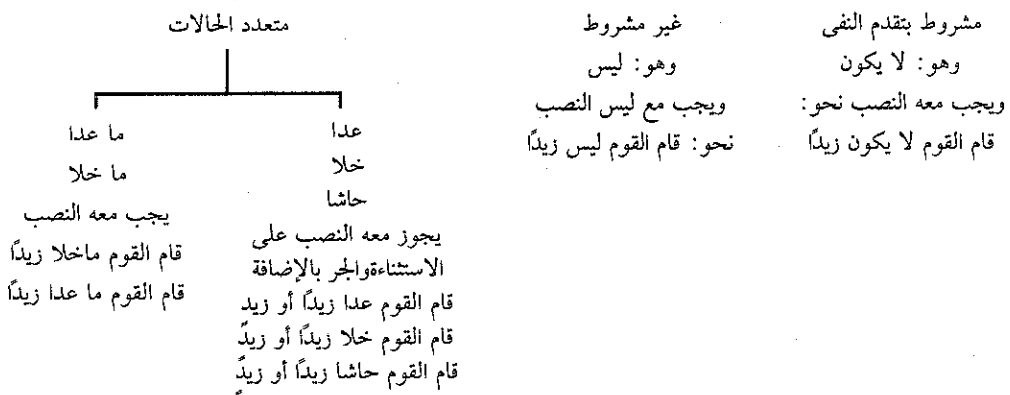 مشروط بتقدم النفى
وهو: لا يكون
ويجب معه النصب نحو:
قام القوم لا يكون زيدًا
غير مشروط
وهو: ليس
ويجب مع ليس النصب
نحو: قام القوم ليس زيدًا
متعدد الحالات
عدا
خلا
حاشا
يجوز معه النصب على
الاستثناءةوالجر بالإضافة
قام القوم عدا زيدًا أو زيد
قام القوم خلا زيدًا أو زيدٍّ
قام القوم حاشا زيدًا أو زيدٍّ
ما عدا
ما خلا
يجب معه النصب
قام القوم ماخلا زيدًا
قام القوم ما عدا زيدًا